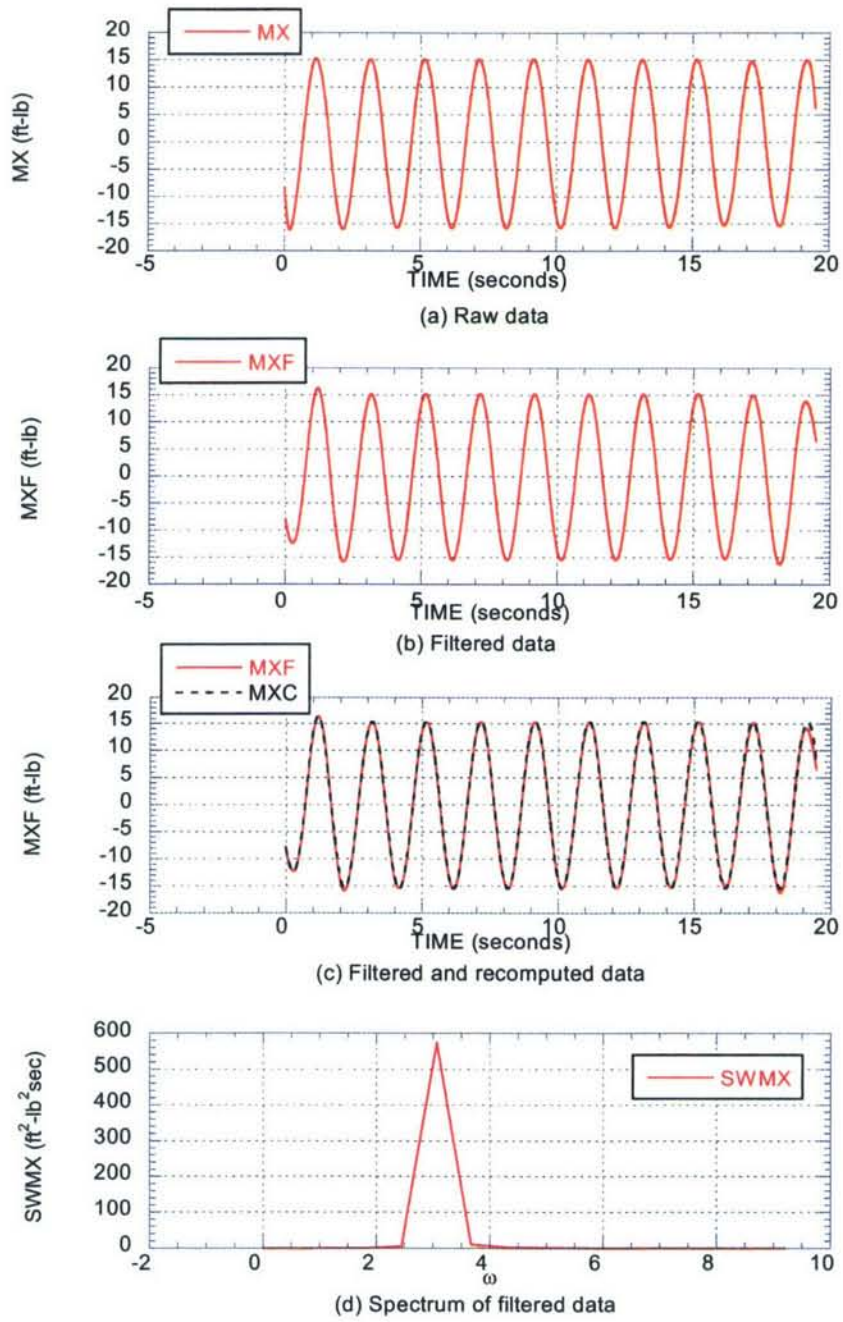 MX
MX (ft-lb)
20
15
10
5
0
-5
-10
-15
-20
-5 0 5 10 15 20
TIME (seconds)
(a) Raw data
MXF
MXF (ft-lb)
20
15
10
5
0
-5
-10
-15
-20
-5 0 5 10 15 20
TIME (seconds)
(b) Filtered data
MXF
MXC
MXF (ft-lb)
20
15
10
5
0
-5
-10
-15
-20
-5 0 5 10 15 20
TIME (seconds)
(c) Filtered and recomputed data
SWMX
SWMX (ft²-lb²sec)
600
500
400
300
200
100
0
-2 0 2 4 6 8 10
ω
(d) Spectrum of filtered data